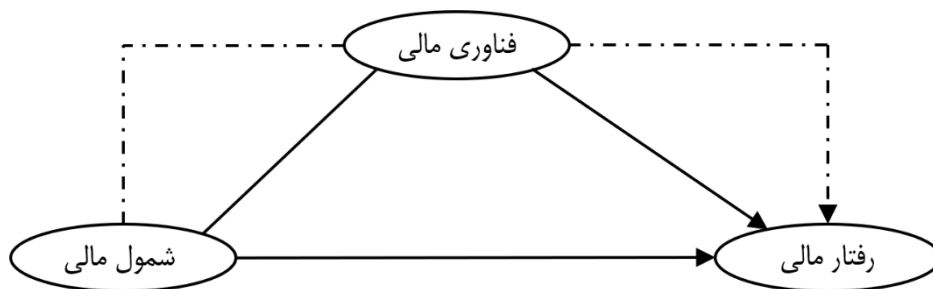 فناوری مالی
شمول مالی
رفتار مالی